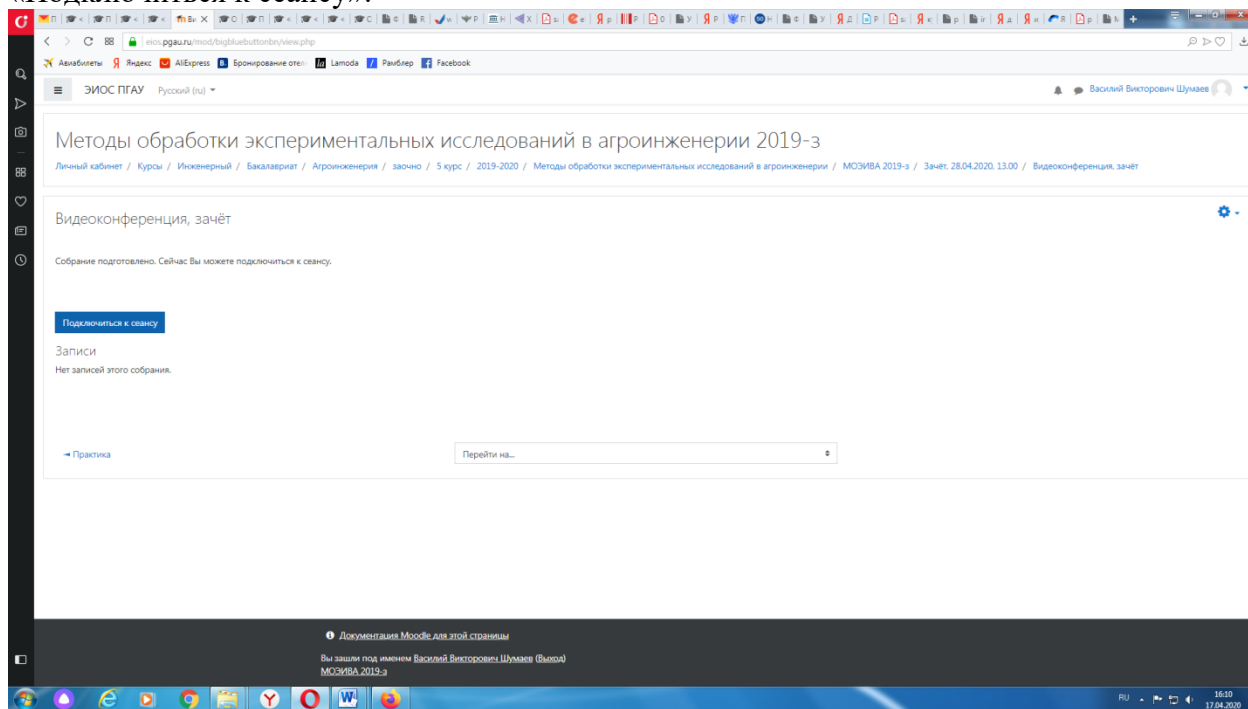 «Подключиться к сеансу».
eios.pgau.ru/mod/bigbluebuttonbn/view.php
Авиабилеты Яндекс AliExpress Бронирование отел Lamoda Рамблер Facebook
ЭИОС ПГАУ Русский (ru) Василий Викторович Шумаев
Методы обработки экспериментальных исследований в агроинженерии 2019-з
Личный кабинет / Курсы / Инженерный / Бакалавриат / Агроинженерия / заочно / 5 курс / 2019-2020 / Методы обработки экспериментальных исследований в агроинженерии / МОЭИВА 2019-з / Зачёт, 28.04.2020, 13.00 / Видеоконференция, зачёт
Видеоконференция, зачёт
Собрание подготовлено. Сейчас Вы можете подключиться к сеансу.
Подключиться к сеансу
Записи
Нет записей этого собрания.
◄ Практика Перейти на...
Документация Moodle для этой страницы
Вы зашли под именем Василий Викторович Шумаев (Выход)
МОЭИВА 2019-з
RU 16:10
17.04.2020